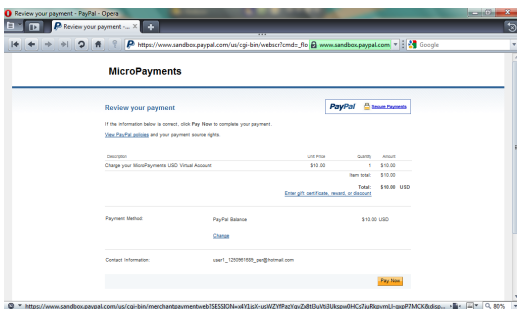 Review your payment - PayPal - Opera
Review your payment -...
https://www.sandbox.paypal.com/us/cgi-bin/webscr?cmd=_flo
www.sandbox.paypal.com
Google
MicroPayments
Review your payment
PayPal
Secure Payments
If the information below is correct, click Pay Now to complete your payment.
View PayPal policies and your payment source rights.
Description Unit Price Quantity Amount
Charge your MicroPayments USD Virtual Account $10.00 1 $10.00
Item total: $10.00
Total: $10.00 USD
Enter gift certificate, reward, or discount
Payment Method: PayPal Balance $10.00 USD
Change
Contact Information:
Pay Now
80%